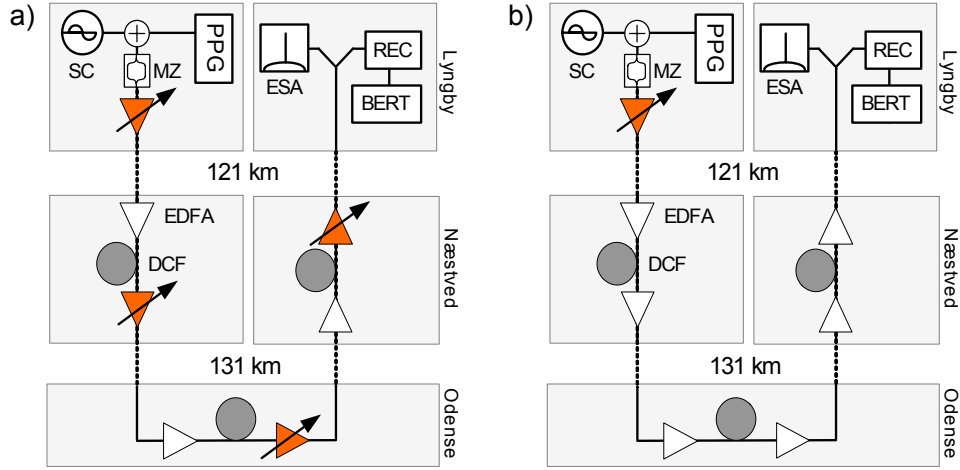 a)
SC
MZ
PPG
ESA
REC
BERT
Lyngby
121 km
EDFA
DCF
Næstved
131 km
Odense
b)
SC
MZ
PPG
ESA
REC
BERT
Lyngby
121 km
EDFA
DCF
Næstved
131 km
Odense